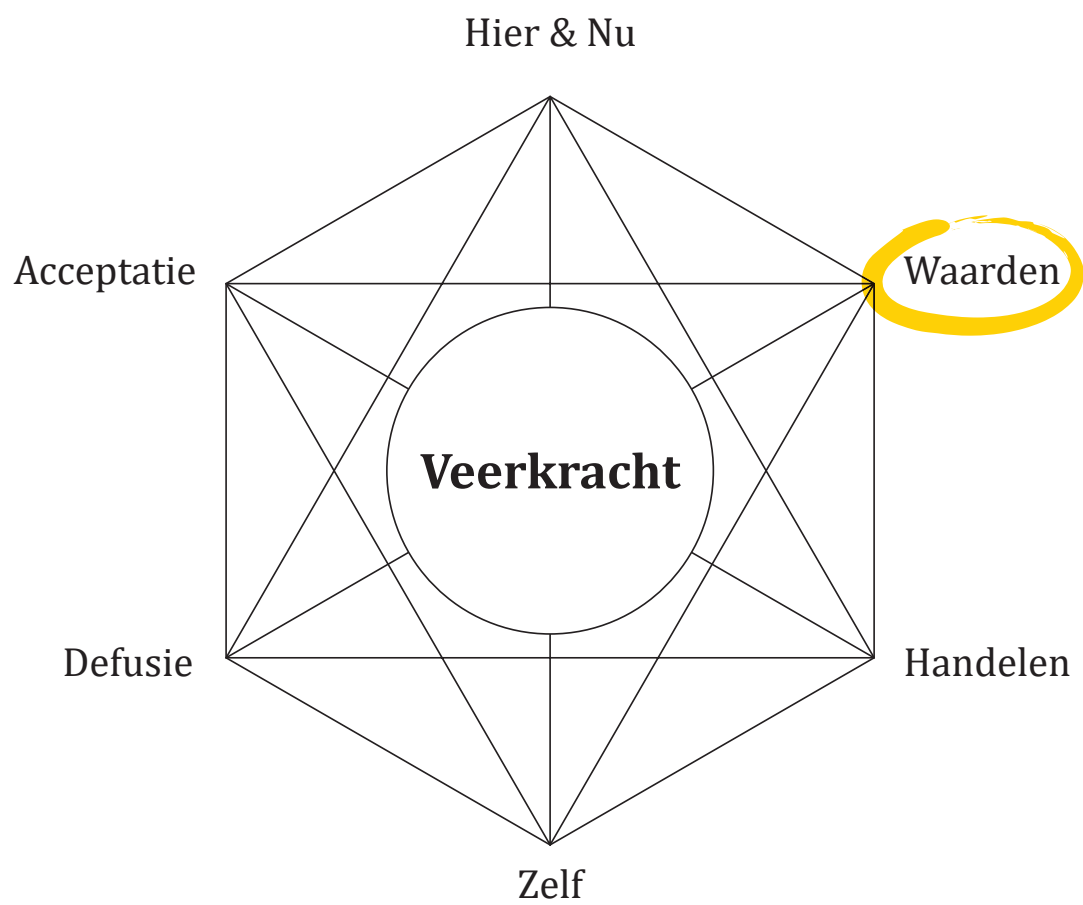 Hier & Nu
Acceptatie
Waarden
Veerkracht
Defusie
Handelen
Zelf